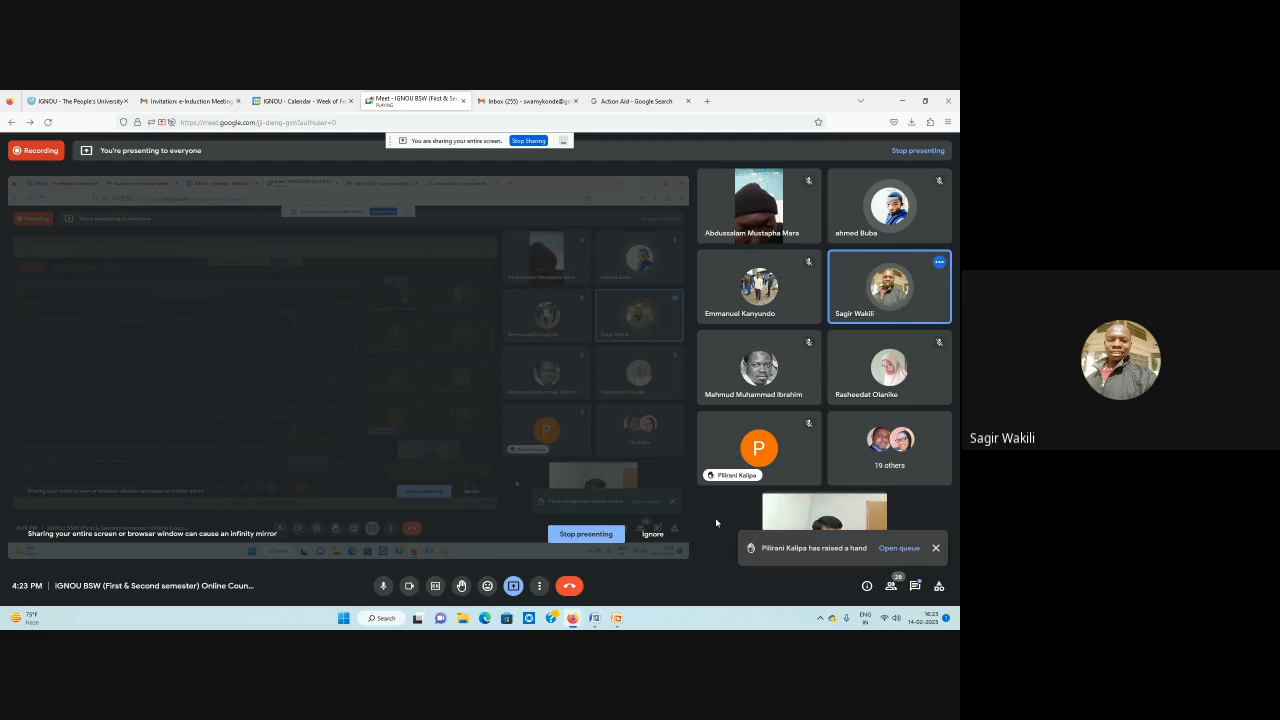 IGNOU - The People's University
Invitation: e-Induction Meeting
IGNOU - Calendar - Week of Fe
Meet - IGNOU BSW (First & Sec
PLAYING
Inbox (255) - swamykonde@gn
Action Aid - Google Search
https://meet.google.com/jji-dwnq-gvn?authuser=0
You are sharing your entire screen.
Stop Sharing
Recording
You're presenting to everyone
Stop presenting
Abdussalam Mustapha Mara
ahmed Buba
Emmanuel Kanyundo
Sagir Wakili
Mahmud Muhammad Ibrahim
Rasheedat Olanike
P
Pilirani Kalipa
19 others
Sharing your entire screen or browser window can cause an infinity mirror
Stop presenting
Ignore
Pilirani Kalipa has raised a hand
Open queue
4:23 PM | IGNOU BSW (First & Second semester) Online Coun...
28
75°F
Haze
Search
ENG
IN
16:23
14-02-2023
1
Sagir Wakili